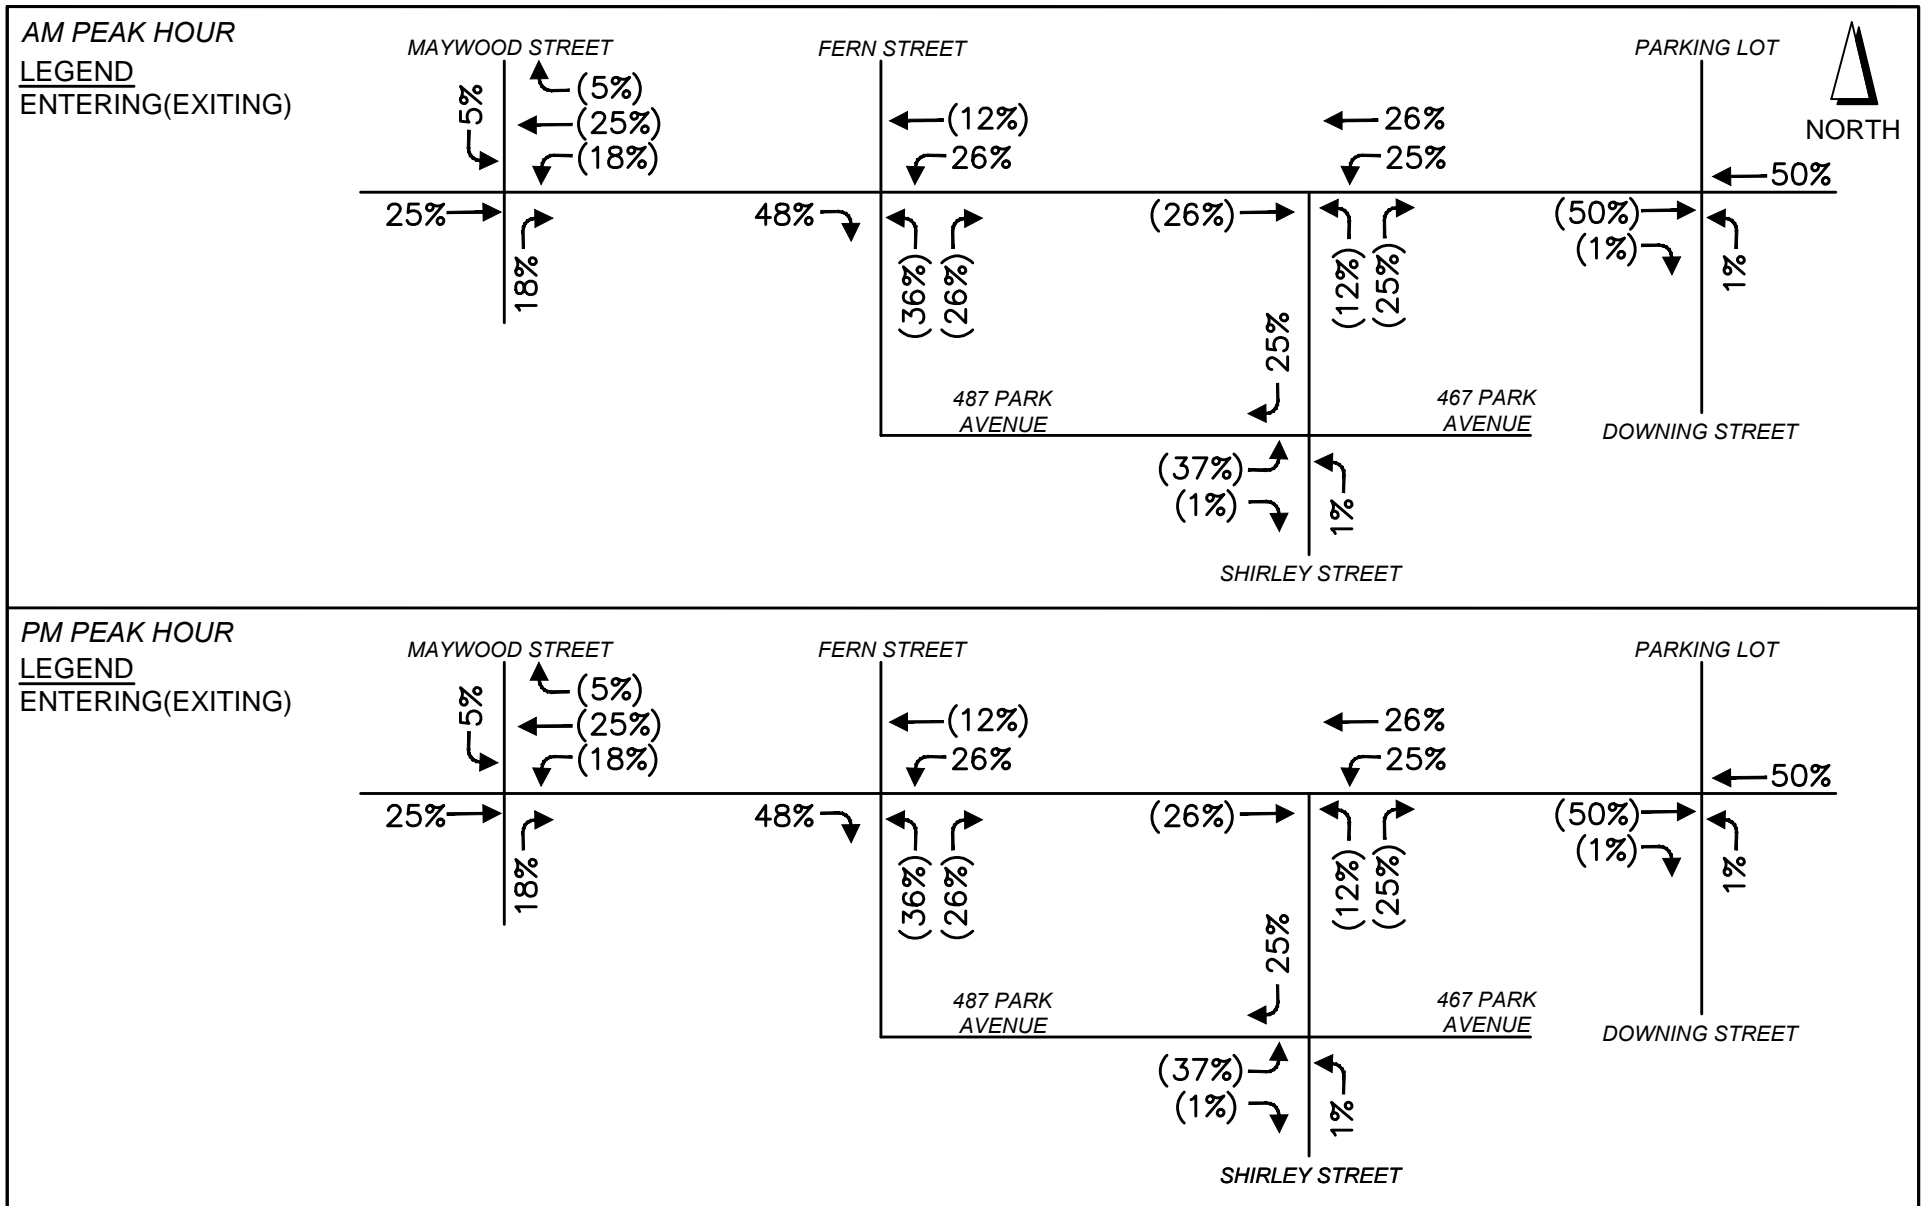 AM PEAK HOUR
LEGEND
ENTERING(EXITING)
MAYWOOD STREET
FERN STREET
PARKING LOT
NORTH
5%
(5%)
(25%)
(18%)
(12%)
26%
26%
25%
50%
25%
18%
48%
(36%)
(26%)
(26%)
(12%)
(25%)
(50%)
(1%)
1%
25%
487 PARK
AVENUE
467 PARK
AVENUE
DOWNING STREET
(37%)
(1%)
1%
SHIRLEY STREET
PM PEAK HOUR
LEGEND
ENTERING(EXITING)
MAYWOOD STREET
FERN STREET
PARKING LOT
5%
(5%)
(25%)
(18%)
(12%)
26%
26%
25%
50%
25%
18%
48%
(36%)
(26%)
(26%)
(12%)
(25%)
(50%)
(1%)
1%
25%
487 PARK
AVENUE
467 PARK
AVENUE
DOWNING STREET
(37%)
(1%)
1%
SHIRLEY STREET